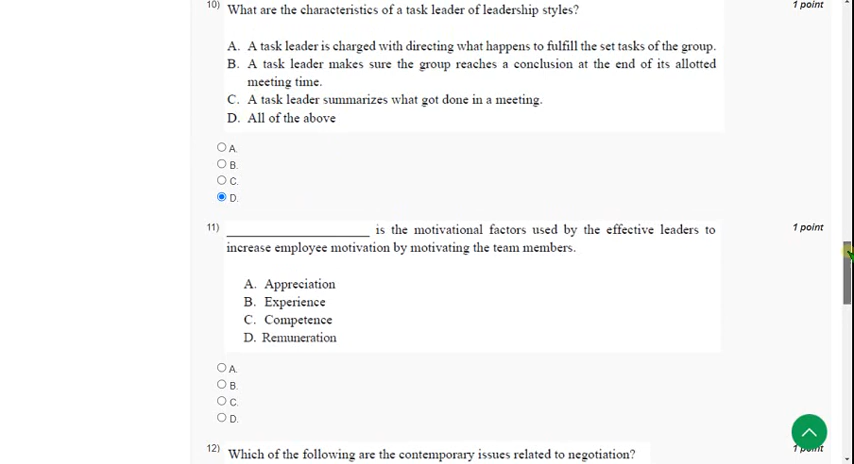 10) What are the characteristics of a task leader of leadership styles? 1 point
A. A task leader is charged with directing what happens to fulfill the set tasks of the group.
B. A task leader makes sure the group reaches a conclusion at the end of its allotted
meeting time.
C. A task leader summarizes what got done in a meeting.
D. All of the above
A.
B.
C.
D.
11) ____________________ is the motivational factors used by the effective leaders to 1 point
increase employee motivation by motivating the team members.
A. Appreciation
B. Experience
C. Competence
D. Remuneration
A.
B.
C.
D.
12) Which of the following are the contemporary issues related to negotiation? 1 point